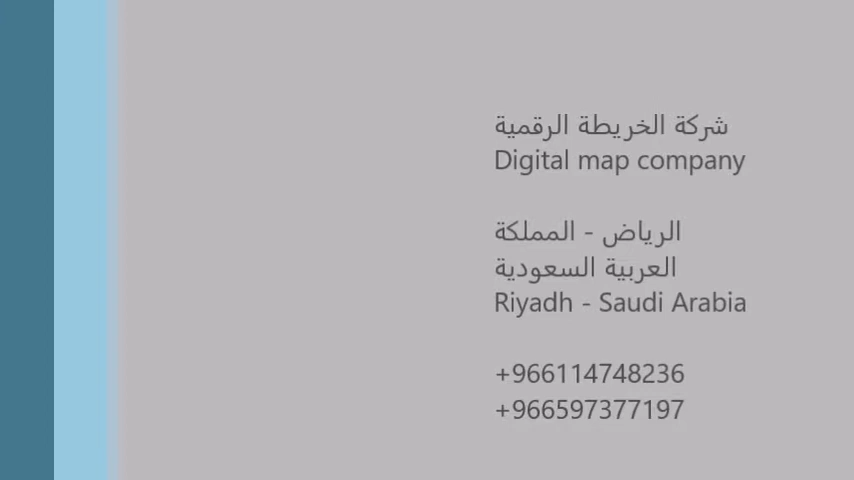 شركة الخريطة الرقمية
Digital map company
الرياض - المملكة
العربية السعودية
Riyadh - Saudi Arabia
+966114748236
+966597377197